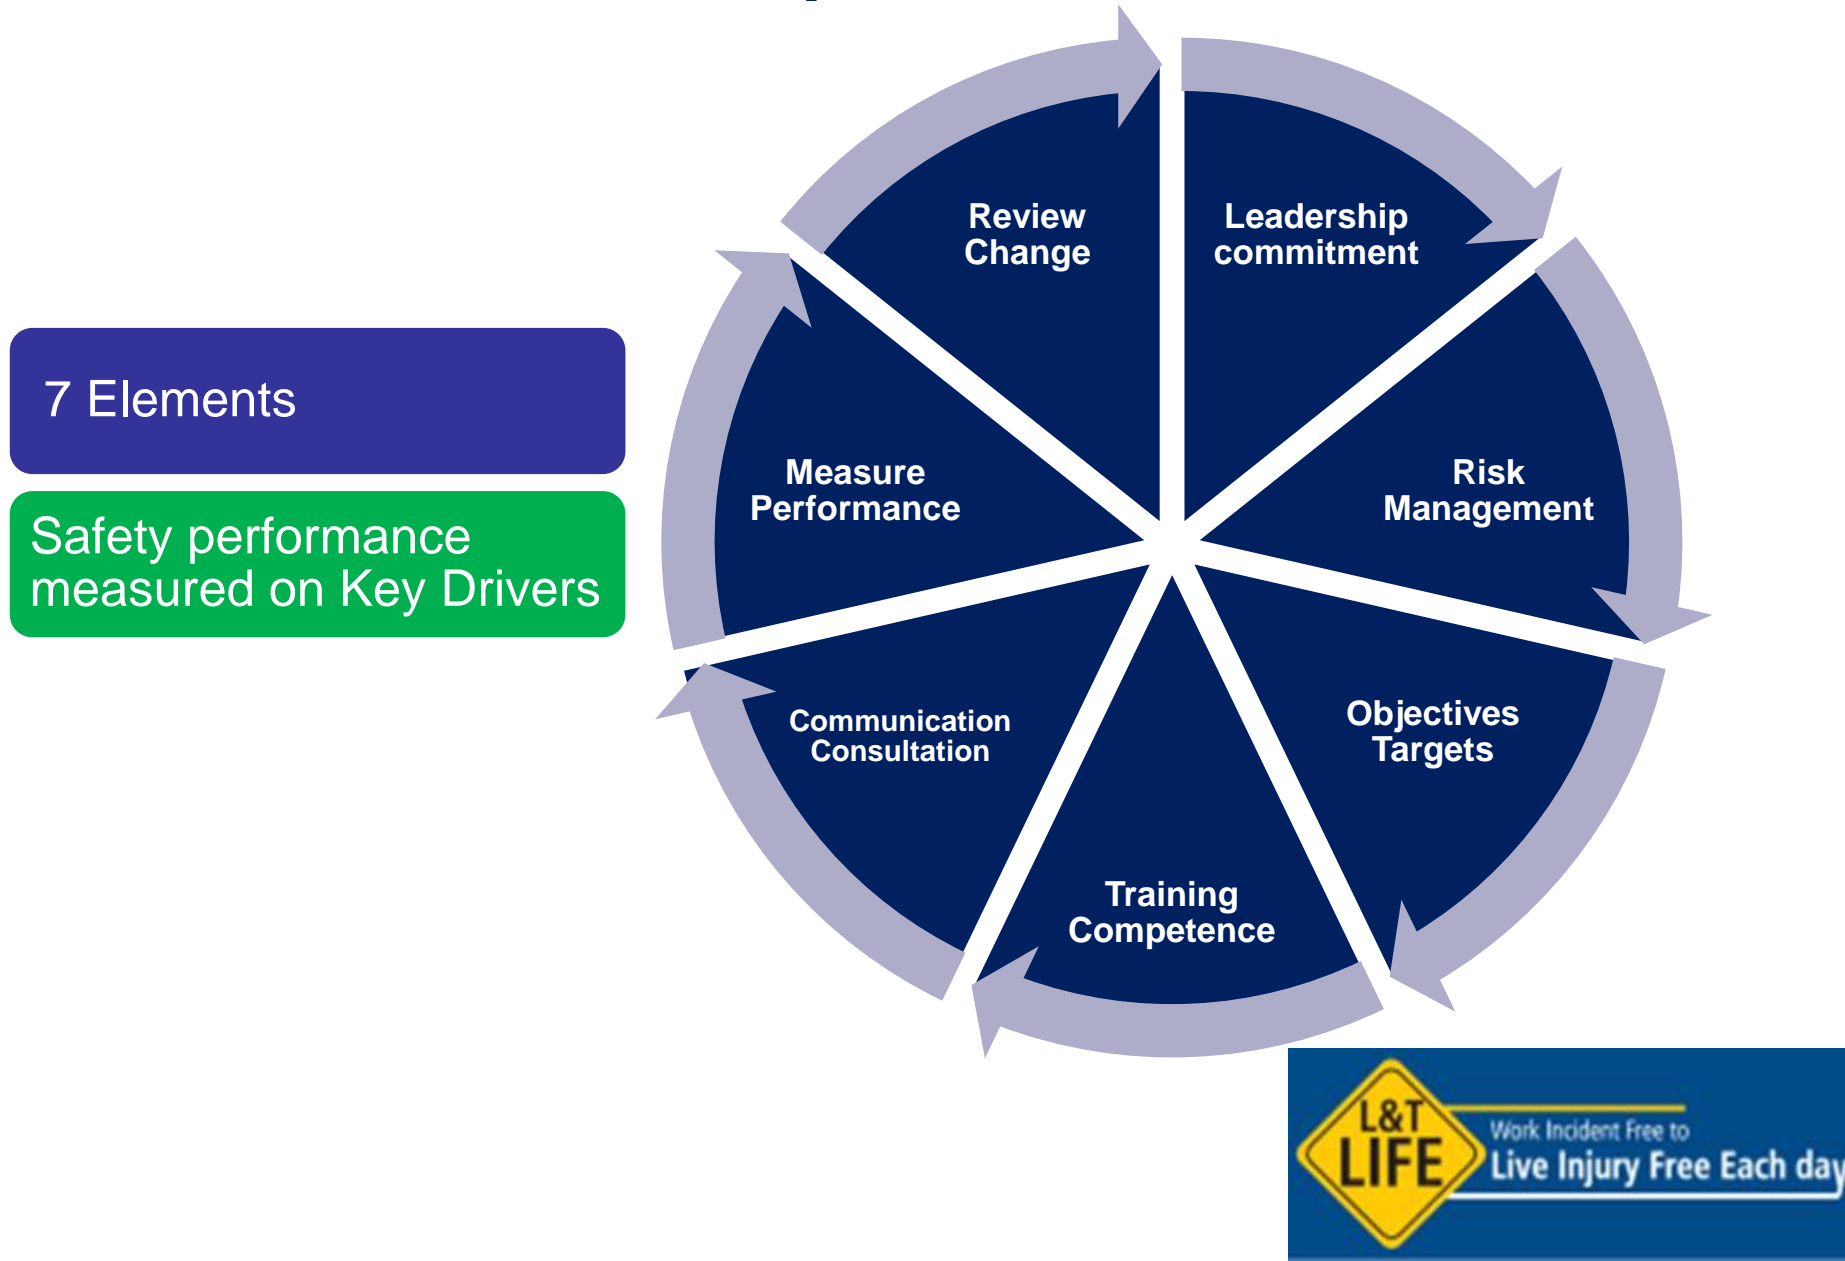 7 Elements
Safety performance
measured on Key Drivers
Review
Change
Leadership
commitment
Measure
Performance
Risk
Management
Communication
Consultation
Objectives
Targets
Training
Competence
L&T
LIFE
Work Incident Free to
Live Injury Free Each day